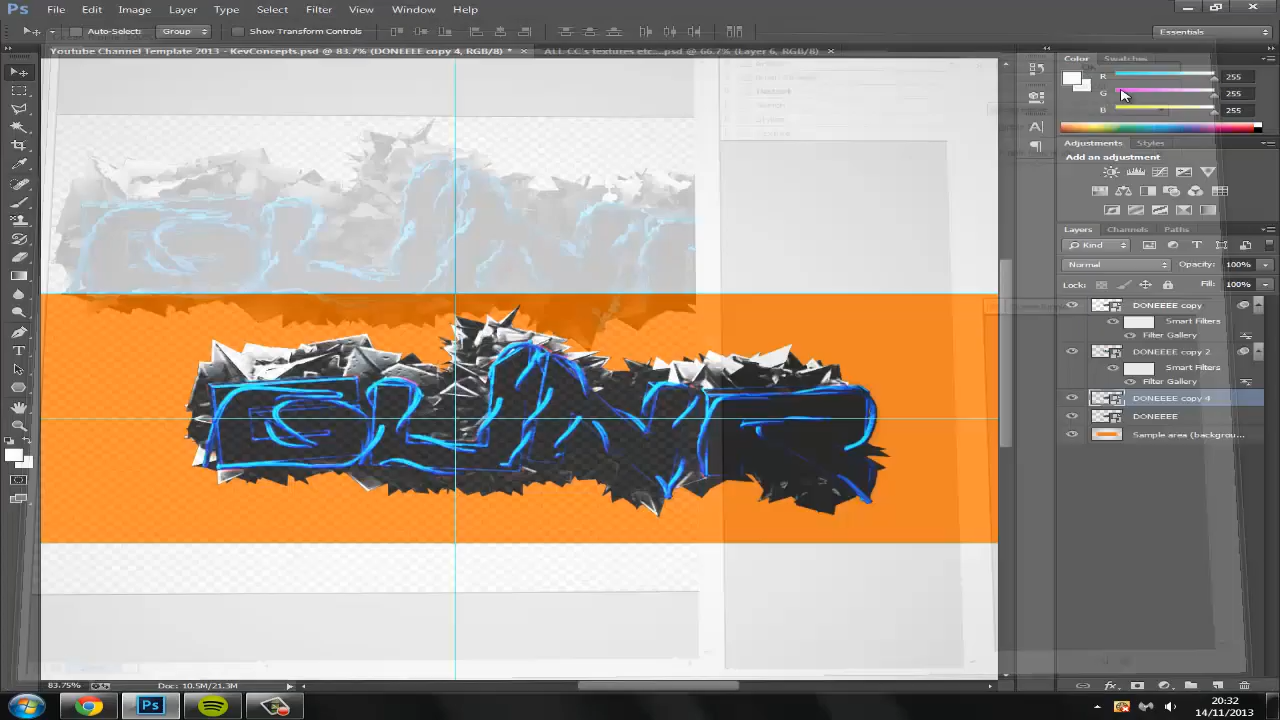 Ps File Edit Image Layer Type Select Filter View Window Help
Auto-Select: Group Show Transform Controls Essentials
Youtube Channel Template 2013 - KevConcepts.psd @ 83.7% (DONEEEE copy 4, RGB/8) * × ALL CC's textures etc....psd @ 66.7% (Layer 6, RGB/8) ×
Color Swatches
R 255
G 255
B 255
Adjustments Styles
Add an adjustment
Layers Channels Paths
Kind
Normal Opacity: 100%
Lock: Fill: 100%
DONEEEE copy
Smart Filters
Filter Gallery
DONEEEE copy 2
Smart Filters
Filter Gallery
DONEEEE copy 4
DONEEEE
Sample area (backgrou...
83.75% Doc: 10.5M/21.3M
Ps
20:32
14/11/2013